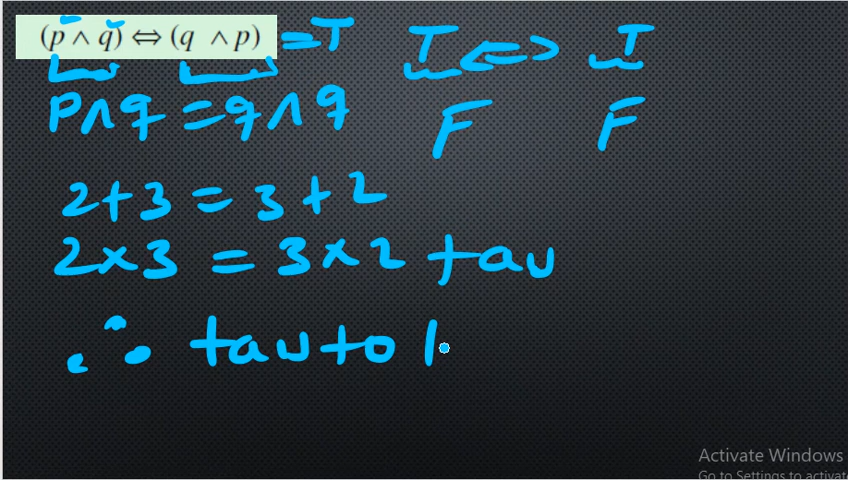 (p ∧ q) ⇔ (q ∧ p) = T T ⇔ T
p ∧ q = q ∧ q F F
2 + 3 = 3 + 2
2 × 3 = 3 × 2 tau
∴ tauto l
Activate Windows
Go to Settings to activat